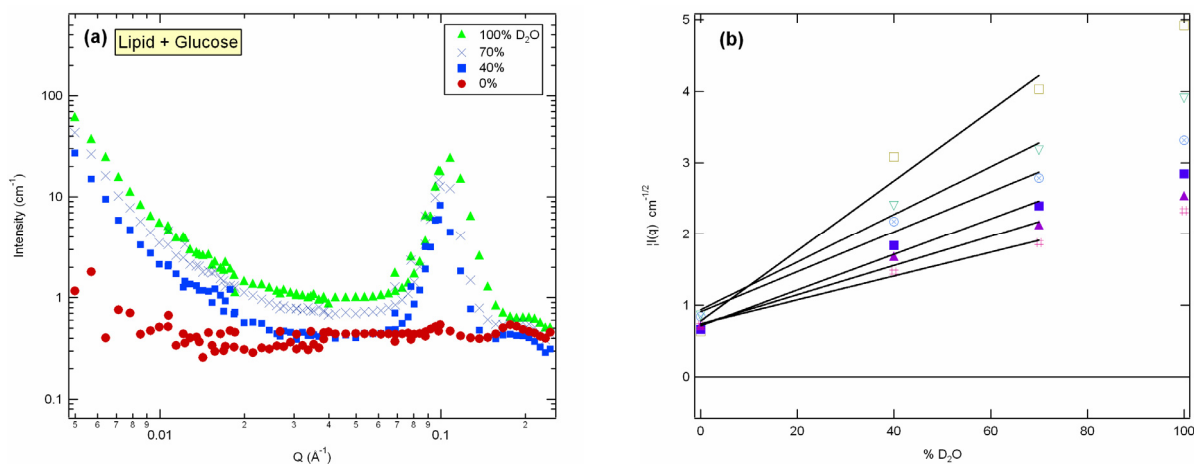 (a)
Lipid + Glucose
100% D₂O
70%
40%
0%
100
10
1
0.1
Intensity (cm⁻¹)
5 6 7 8 9 0.01 2 3 4 5 6 7 8 9 0.1 2
Q (Å⁻¹)
(b)
5
4
3
2
1
0
|I(q) cm⁻¹/²
0 20 40 60 80 100
% D₂O